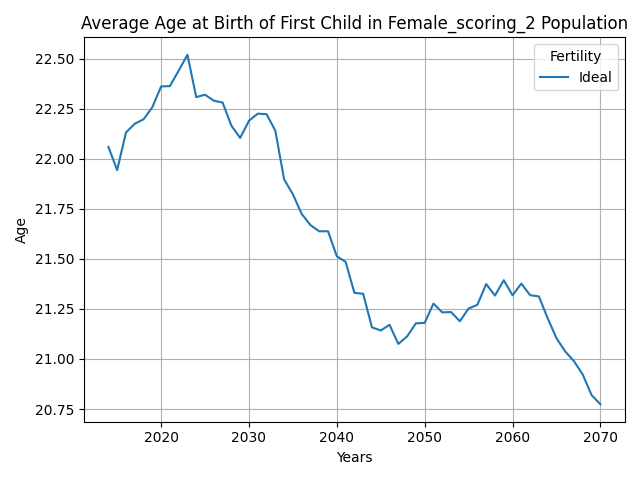 Average Age at Birth of First Child in Female_scoring_2 Population
Fertility
Ideal
22.50
22.25
22.00
21.75
21.50
21.25
21.00
20.75
Age
2020 2030 2040 2050 2060 2070
Years